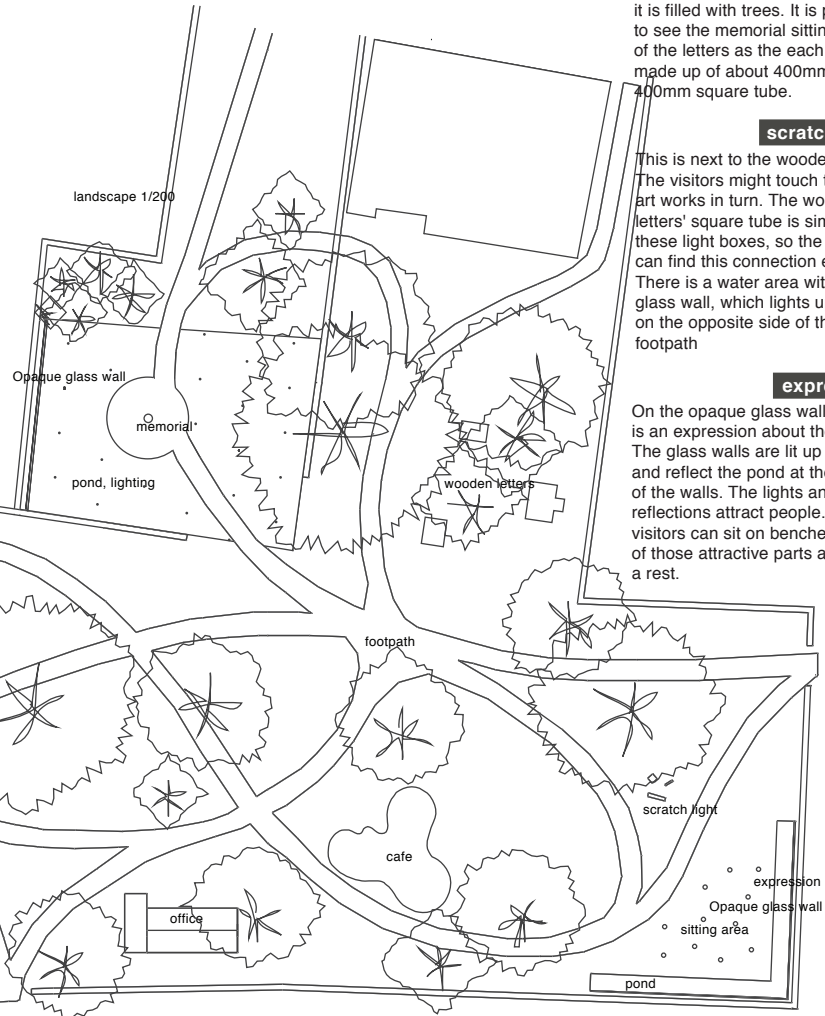 it is filled with trees. It is p
to see the memorial sittin
of the letters as the each
made up of about 400mm
400mm square tube.
scratc
This is next to the woode
The visitors might touch t
art works in turn. The wo
letters' square tube is sim
these light boxes, so the
can find this connection e
There is a water area wit
glass wall, which lights u
on the opposite side of th
footpath
expre
On the opaque glass wall
is an expression about the
The glass walls are lit up
and reflect the pond at the
of the walls. The lights an
reflections attract people.
visitors can sit on benche
of those attractive parts a
a rest.
landscape 1/200
Opaque glass wall
memorial
pond, lighting
wooden letters
footpath
scratch light
cafe
expression
Opaque glass wall
office
sitting area
pond